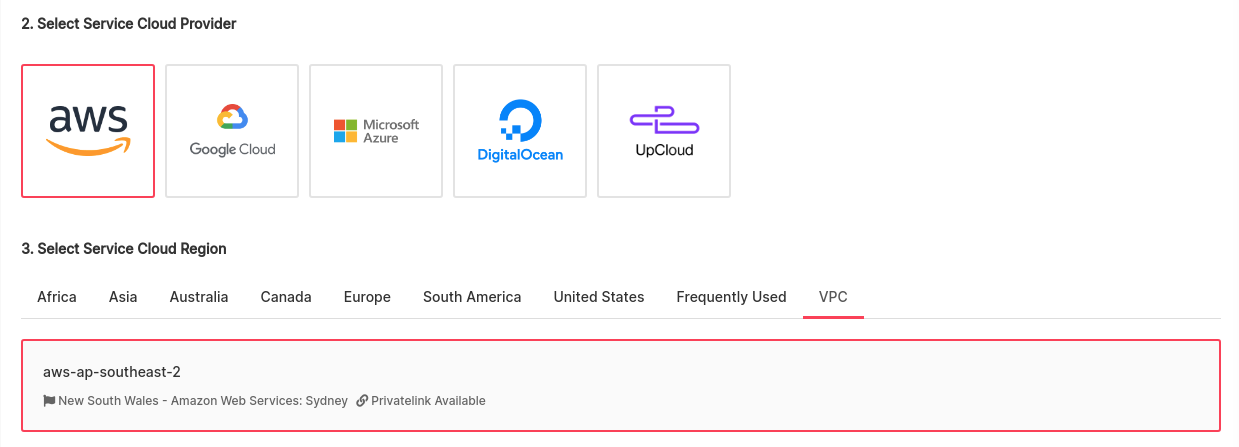 2. Select Service Cloud Provider
aws
Google Cloud
Microsoft
Azure
DigitalOcean
UpCloud
3. Select Service Cloud Region
Africa Asia Australia Canada Europe South America United States Frequently Used VPC
aws-ap-southeast-2
New South Wales - Amazon Web Services: Sydney Privatelink Available